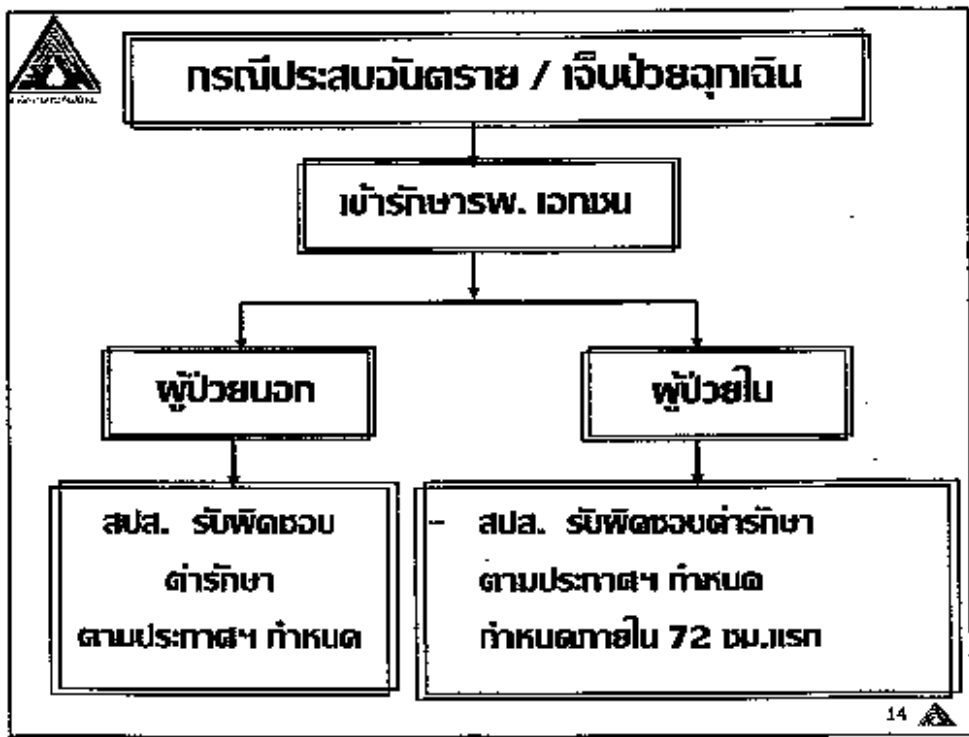 กรณีประสบอันตราย / เจ็บป่วยฉุกเฉิน
เข้ารักษารพ. เอกชน
ผู้ป่วยนอก
ผู้ป่วยใน
สปส. รับผิดชอบ
ค่ารักษา
ตามประกาศฯ กำหนด
- สปส. รับผิดชอบค่ารักษา
ตามประกาศฯ กำหนด
กำหนดภายใน 72 ชม.แรก
14